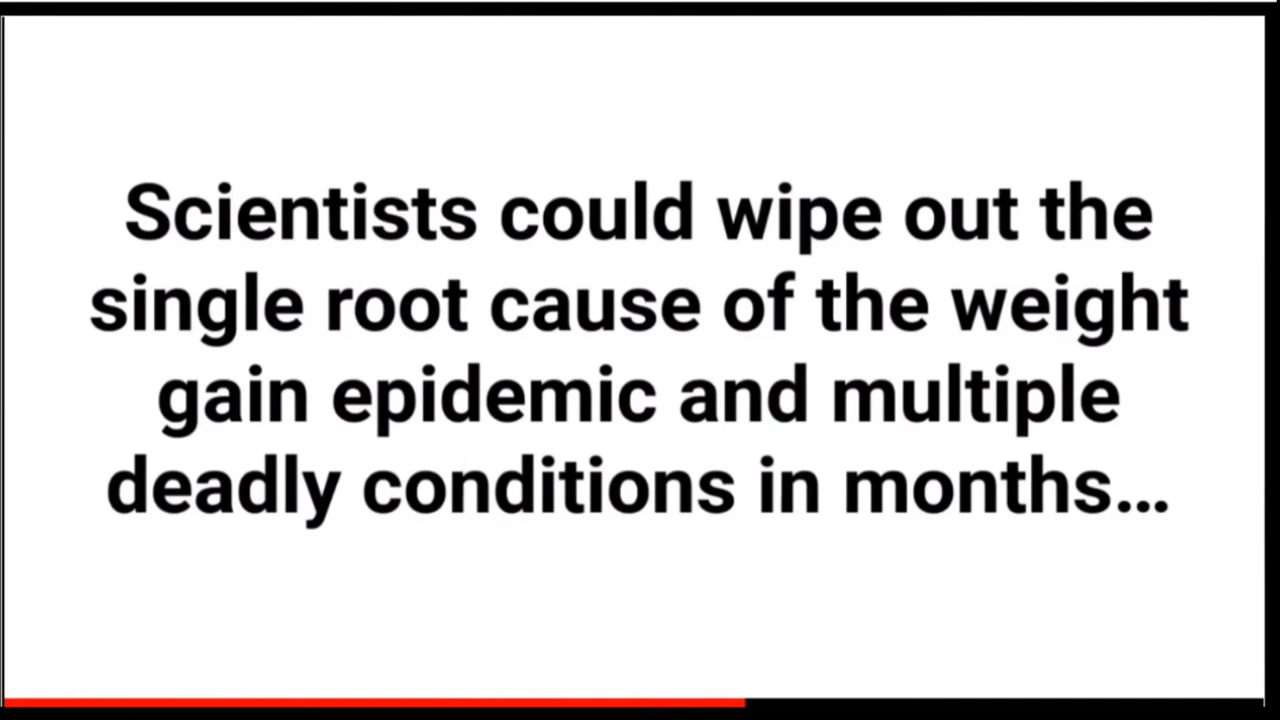 Scientists could wipe out the
single root cause of the weight
gain epidemic and multiple
deadly conditions in months...